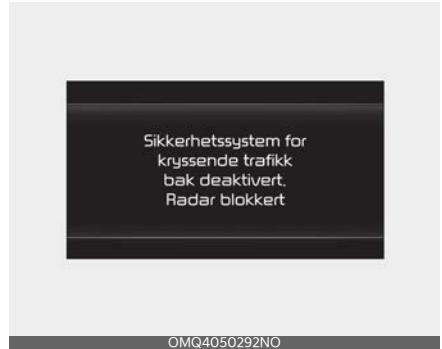 Sikkerhetssystem for
kryssende trafikk
bak deaktivert.
Radar blokkert
OMQ4050292NO